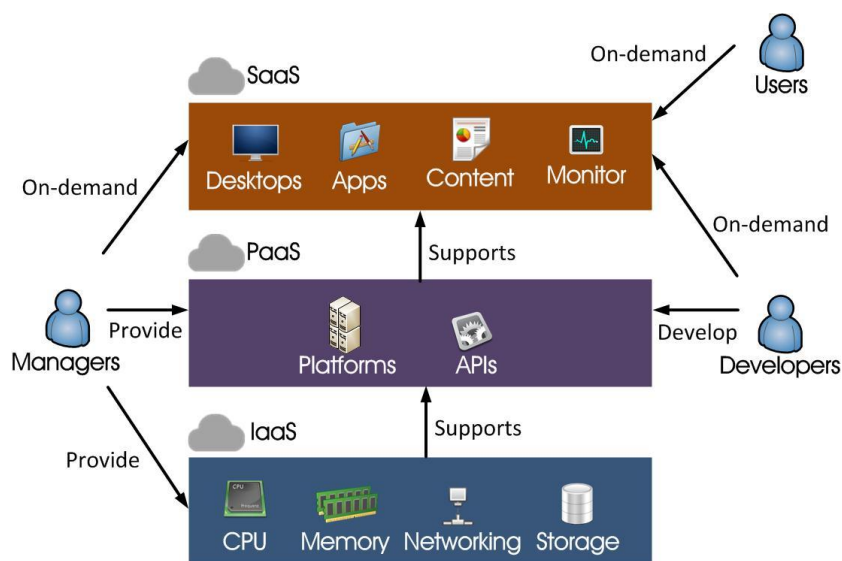 SaaS
On-demand
Users
Desktops
Apps
Content
Monitor
On-demand
On-demand
PaaS
Supports
Managers
Provide
Platforms
APIs
Develop
Developers
IaaS
Supports
Provide
CPU
CPU
Memory
Networking
Storage